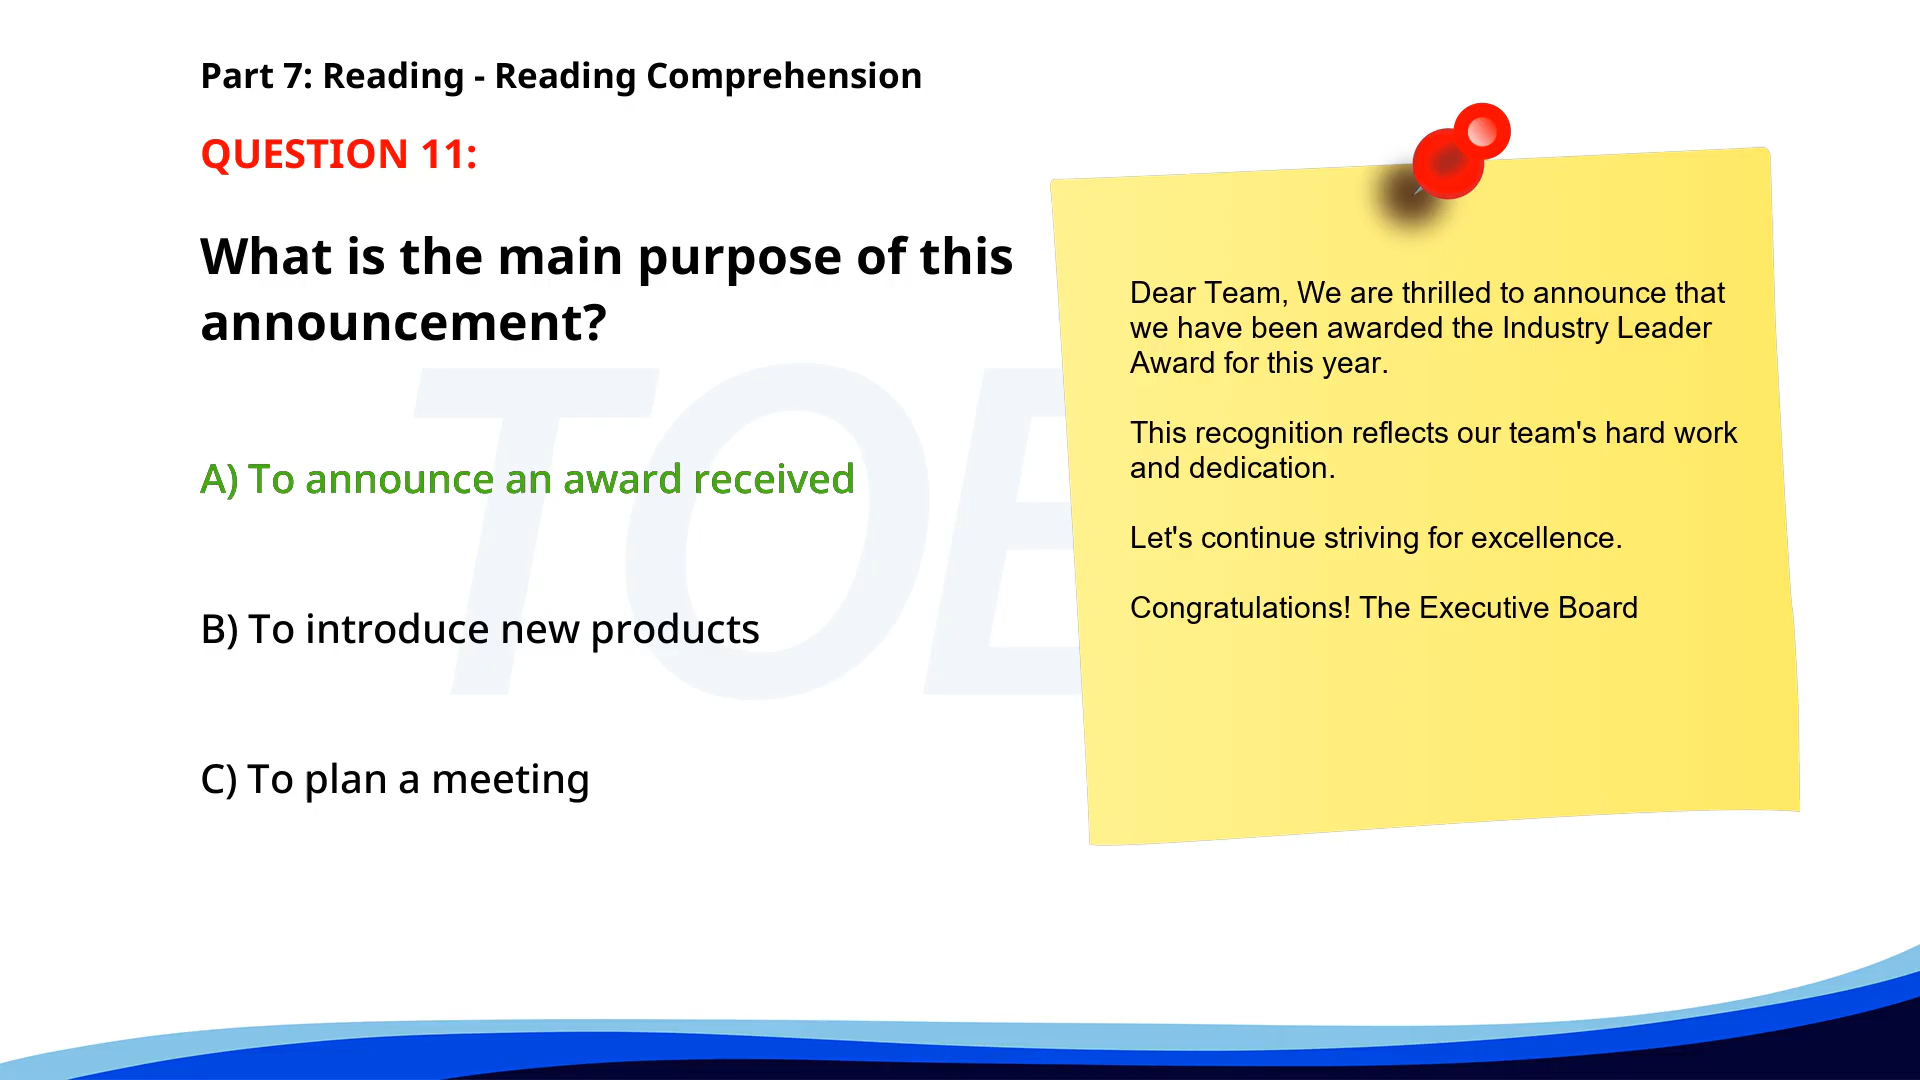 Part 7: Reading - Reading Comprehension
QUESTION 11:
What is the main purpose of this
announcement?
A) To announce an award received
B) To introduce new products
C) To plan a meeting
Dear Team, We are thrilled to announce that
we have been awarded the Industry Leader
Award for this year.
This recognition reflects our team's hard work
and dedication.
Let's continue striving for excellence.
Congratulations! The Executive Board